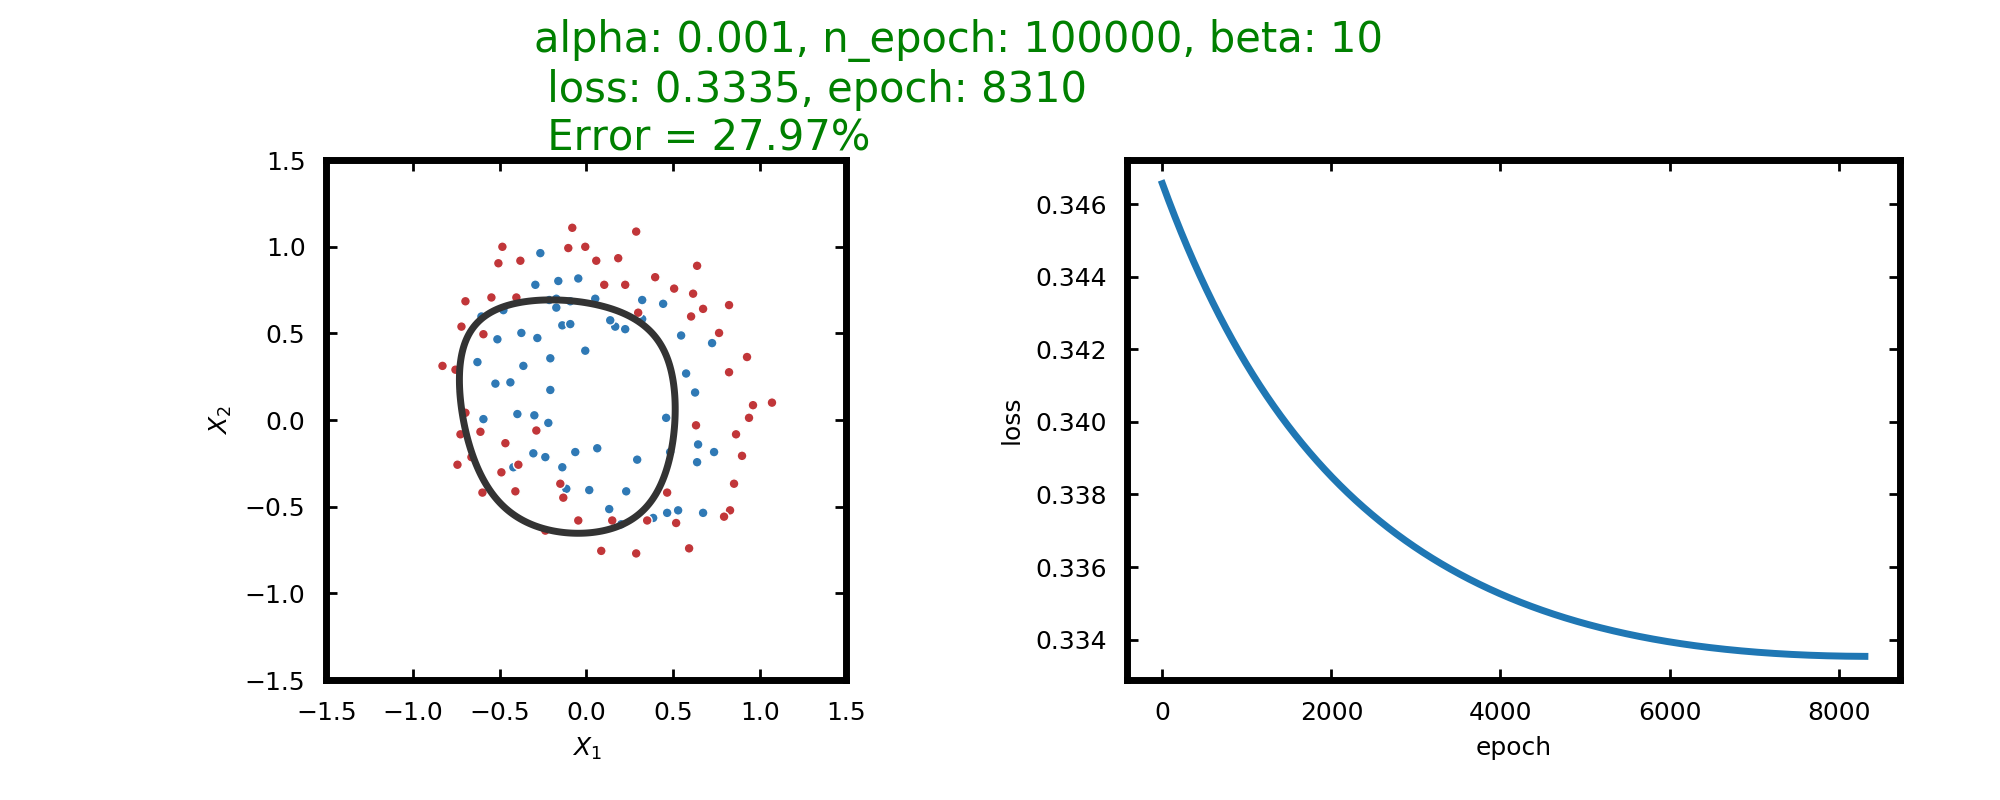 alpha: 0.001, n_epoch: 100000, beta: 10
loss: 0.3335, epoch: 8310
Error = 27.97%
1.5
1.0
0.5
0.0
−0.5
−1.0
−1.5
X₂
−1.5 −1.0 −0.5 0.0 0.5 1.0 1.5
X₁
0.346
0.344
0.342
0.340
0.338
0.336
0.334
loss
0 2000 4000 6000 8000
epoch